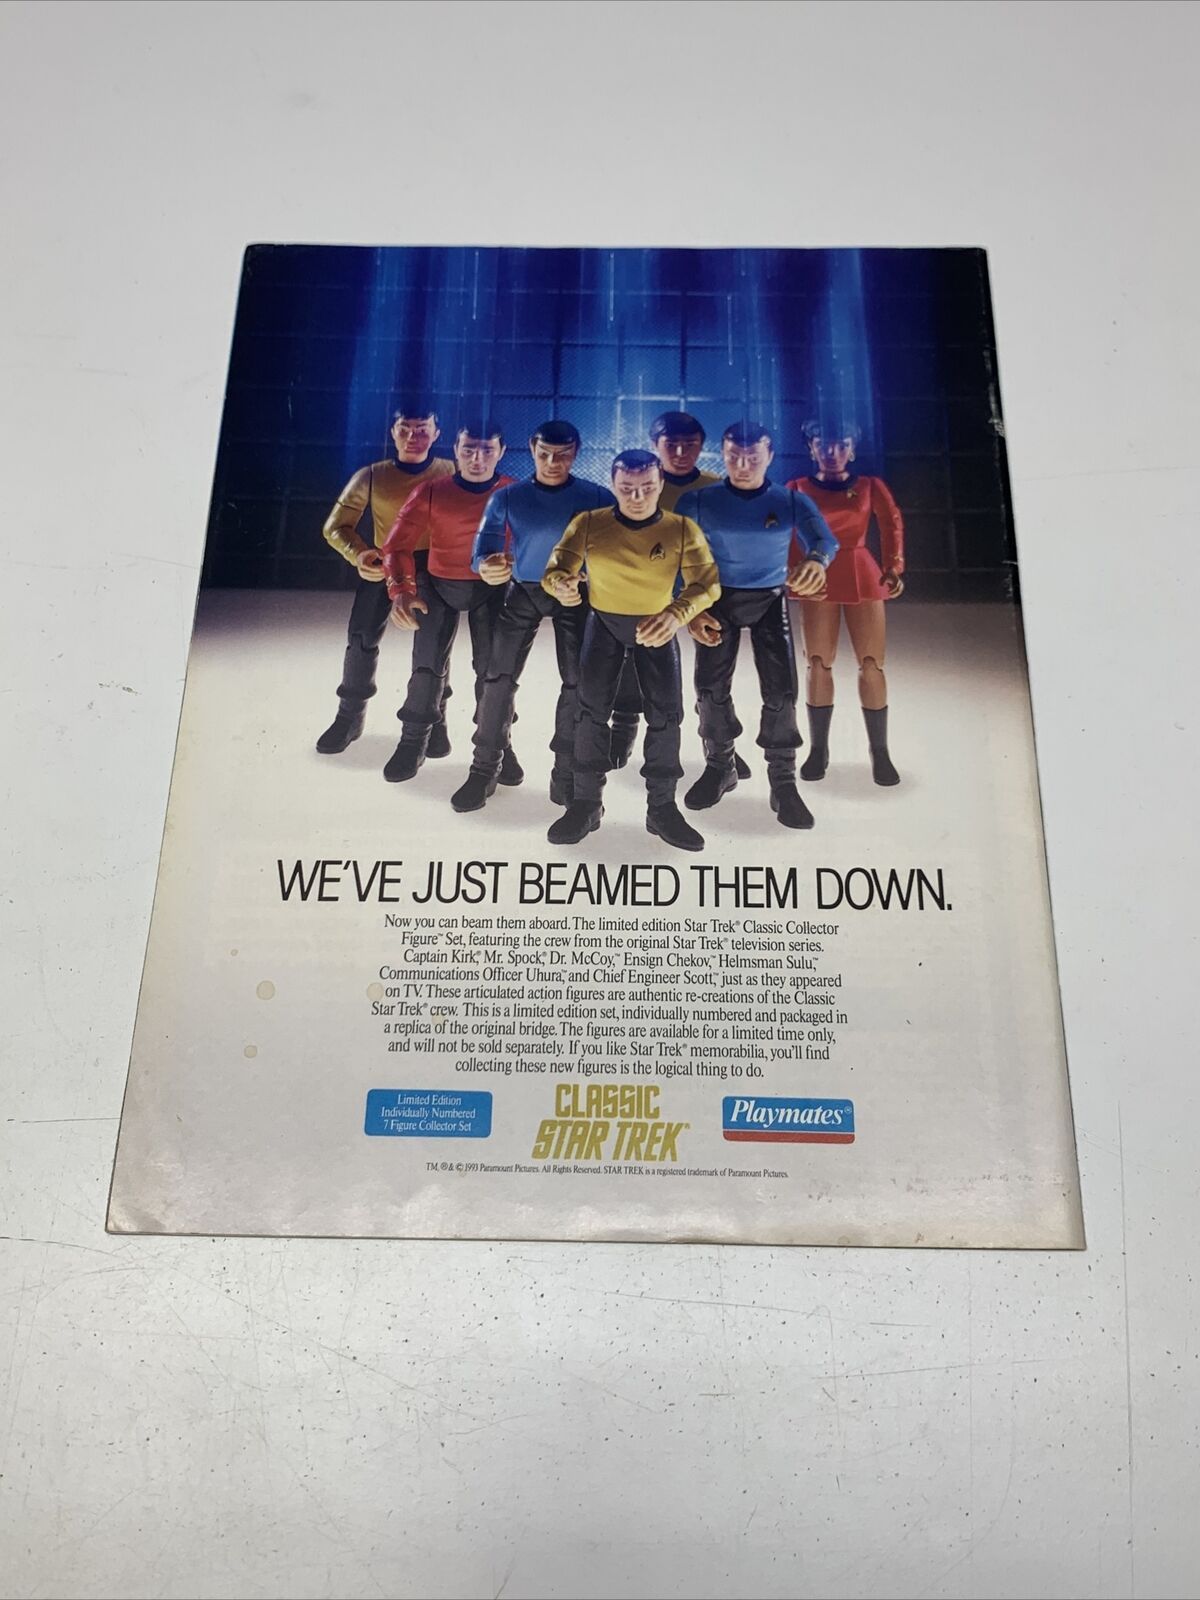 WE'VE JUST BEAMED THEM DOWN.
Now you can beam them aboard. The limited edition Star Trek® Classic Collector
Figure™ Set, featuring the crew from the original Star Trek® television series.
Captain Kirk,® Mr. Spock,® Dr. McCoy,™ Ensign Chekov,™ Helmsman Sulu,™
Communications Officer Uhura,™ and Chief Engineer Scott,™ just as they appeared
on TV. These articulated action figures are authentic re-creations of the Classic
Star Trek® crew. This is a limited edition set, individually numbered and packaged in
a replica of the original bridge. The figures are available for a limited time only,
and will not be sold separately. If you like Star Trek® memorabilia, you'll find
collecting these new figures is the logical thing to do.
Limited Edition
Individually Numbered
7 Figure Collector Set
CLASSIC
STAR TREK™
Playmates®
TM, ® & © 1993 Paramount Pictures. All Rights Reserved. STAR TREK is a registered trademark of Paramount Pictures.